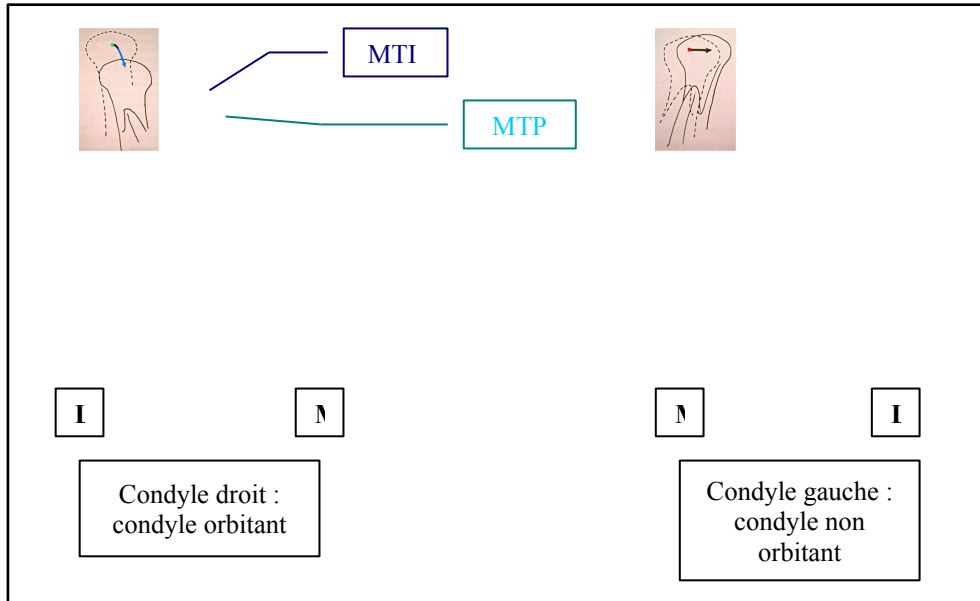 MTI
MTP
Condyle droit :
condyle orbitant
Condyle gauche :
condyle non
orbitant